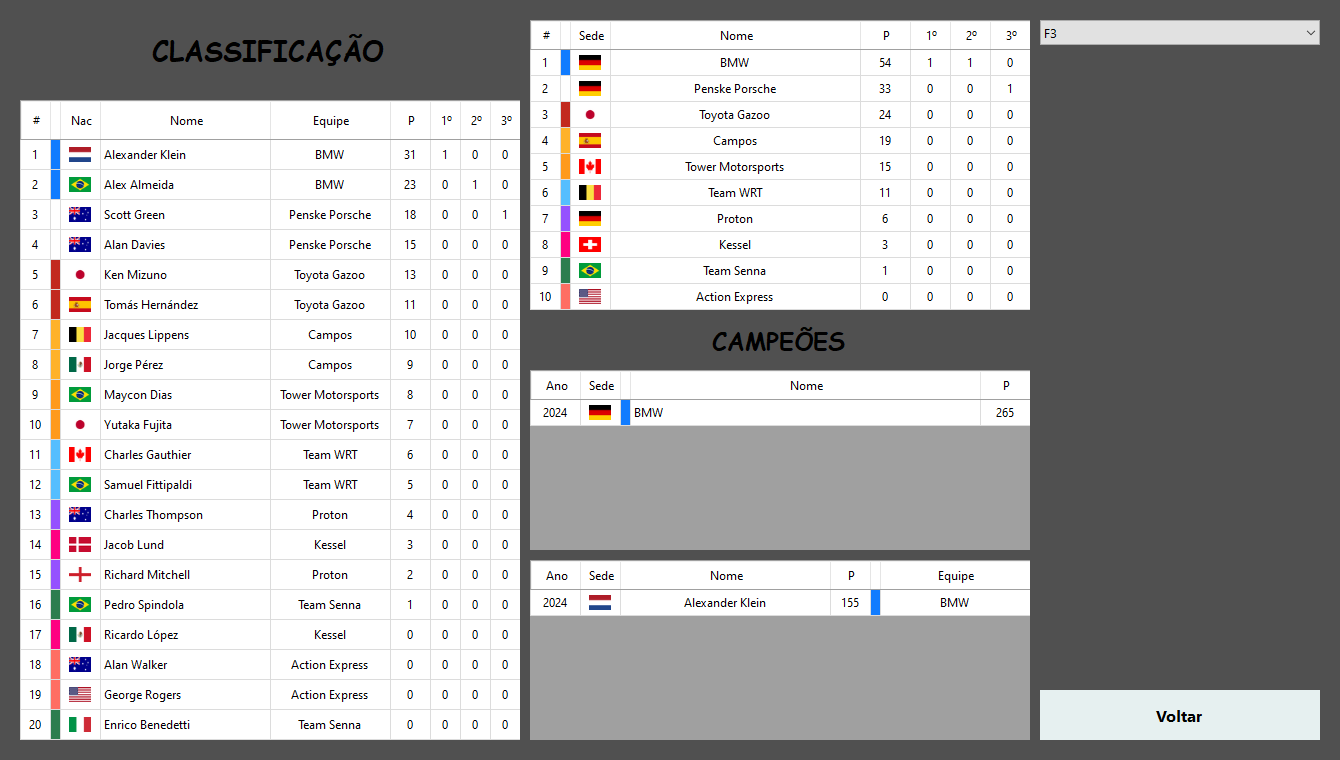 CLASSIFICAÇÃO
# Nac Nome Equipe P 1º 2º 3º
1 Alexander Klein BMW 31 1 0 0
2 Alex Almeida BMW 23 0 1 0
3 Scott Green Penske Porsche 18 0 0 1
4 Alan Davies Penske Porsche 15 0 0 0
5 Ken Mizuno Toyota Gazoo 13 0 0 0
6 Tomás Hernández Toyota Gazoo 11 0 0 0
7 Jacques Lippens Campos 10 0 0 0
8 Jorge Pérez Campos 9 0 0 0
9 Maycon Dias Tower Motorsports 8 0 0 0
10 Yutaka Fujita Tower Motorsports 7 0 0 0
11 Charles Gauthier Team WRT 6 0 0 0
12 Samuel Fittipaldi Team WRT 5 0 0 0
13 Charles Thompson Proton 4 0 0 0
14 Jacob Lund Kessel 3 0 0 0
15 Richard Mitchell Proton 2 0 0 0
16 Pedro Spindola Team Senna 1 0 0 0
17 Ricardo López Kessel 0 0 0 0
18 Alan Walker Action Express 0 0 0 0
19 George Rogers Action Express 0 0 0 0
20 Enrico Benedetti Team Senna 0 0 0 0
# Sede Nome P 1º 2º 3º
1 BMW 54 1 1 0
2 Penske Porsche 33 0 0 1
3 Toyota Gazoo 24 0 0 0
4 Campos 19 0 0 0
5 Tower Motorsports 15 0 0 0
6 Team WRT 11 0 0 0
7 Proton 6 0 0 0
8 Kessel 3 0 0 0
9 Team Senna 1 0 0 0
10 Action Express 0 0 0 0
CAMPEÕES
Ano Sede Nome P
2024 BMW 265
Ano Sede Nome P Equipe
2024 Alexander Klein 155 BMW
F3
Voltar